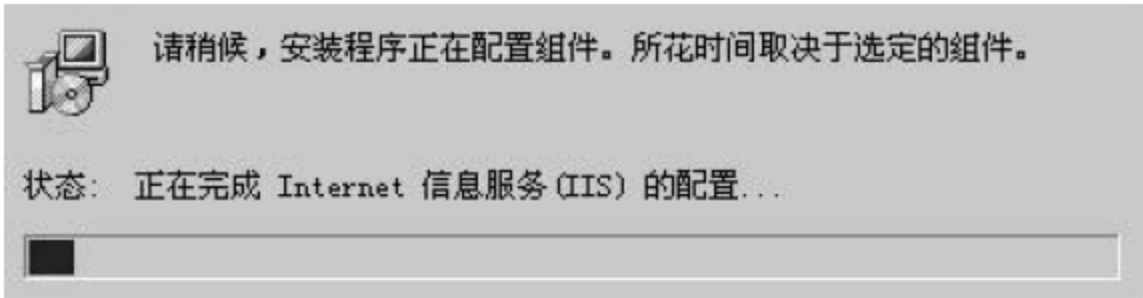 请稍候，安装程序正在配置组件。所花时间取决于选定的组件。
状态： 正在完成 Internet 信息服务(IIS) 的配置...